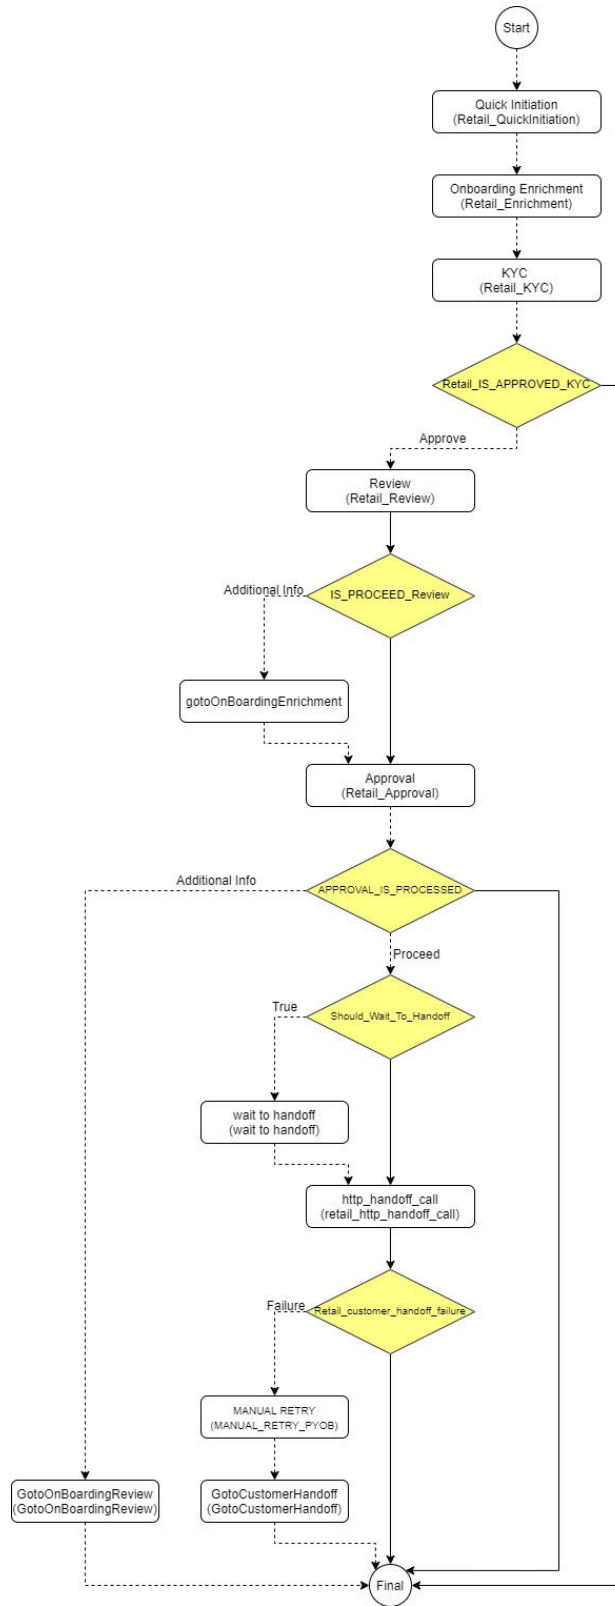 Start
Quick Initiation
(Retail_QuickInitiation)
Onboarding Enrichment
(Retail_Enrichment)
KYC
(Retail_KYC)
Retail_IS_APPROVED_KYC
Approve
Review
(Retail_Review)
Additional Info
IS_PROCEED_Review
gotoOnBoardingEnrichment
Approval
(Retail_Approval)
Additional Info
APPROVAL_IS_PROCESSED
Proceed
True
Should_Wait_To_Handoff
wait to handoff
(wait to handoff)
http_handoff_call
(retail_http_handoff_call)
Failure
Retail_customer_handoff_failure
MANUAL RETRY
(MANUAL_RETRY_PYOB)
GotoOnBoardingReview
(GotoOnBoardingReview)
GotoCustomerHandoff
(GotoCustomerHandoff)
Final